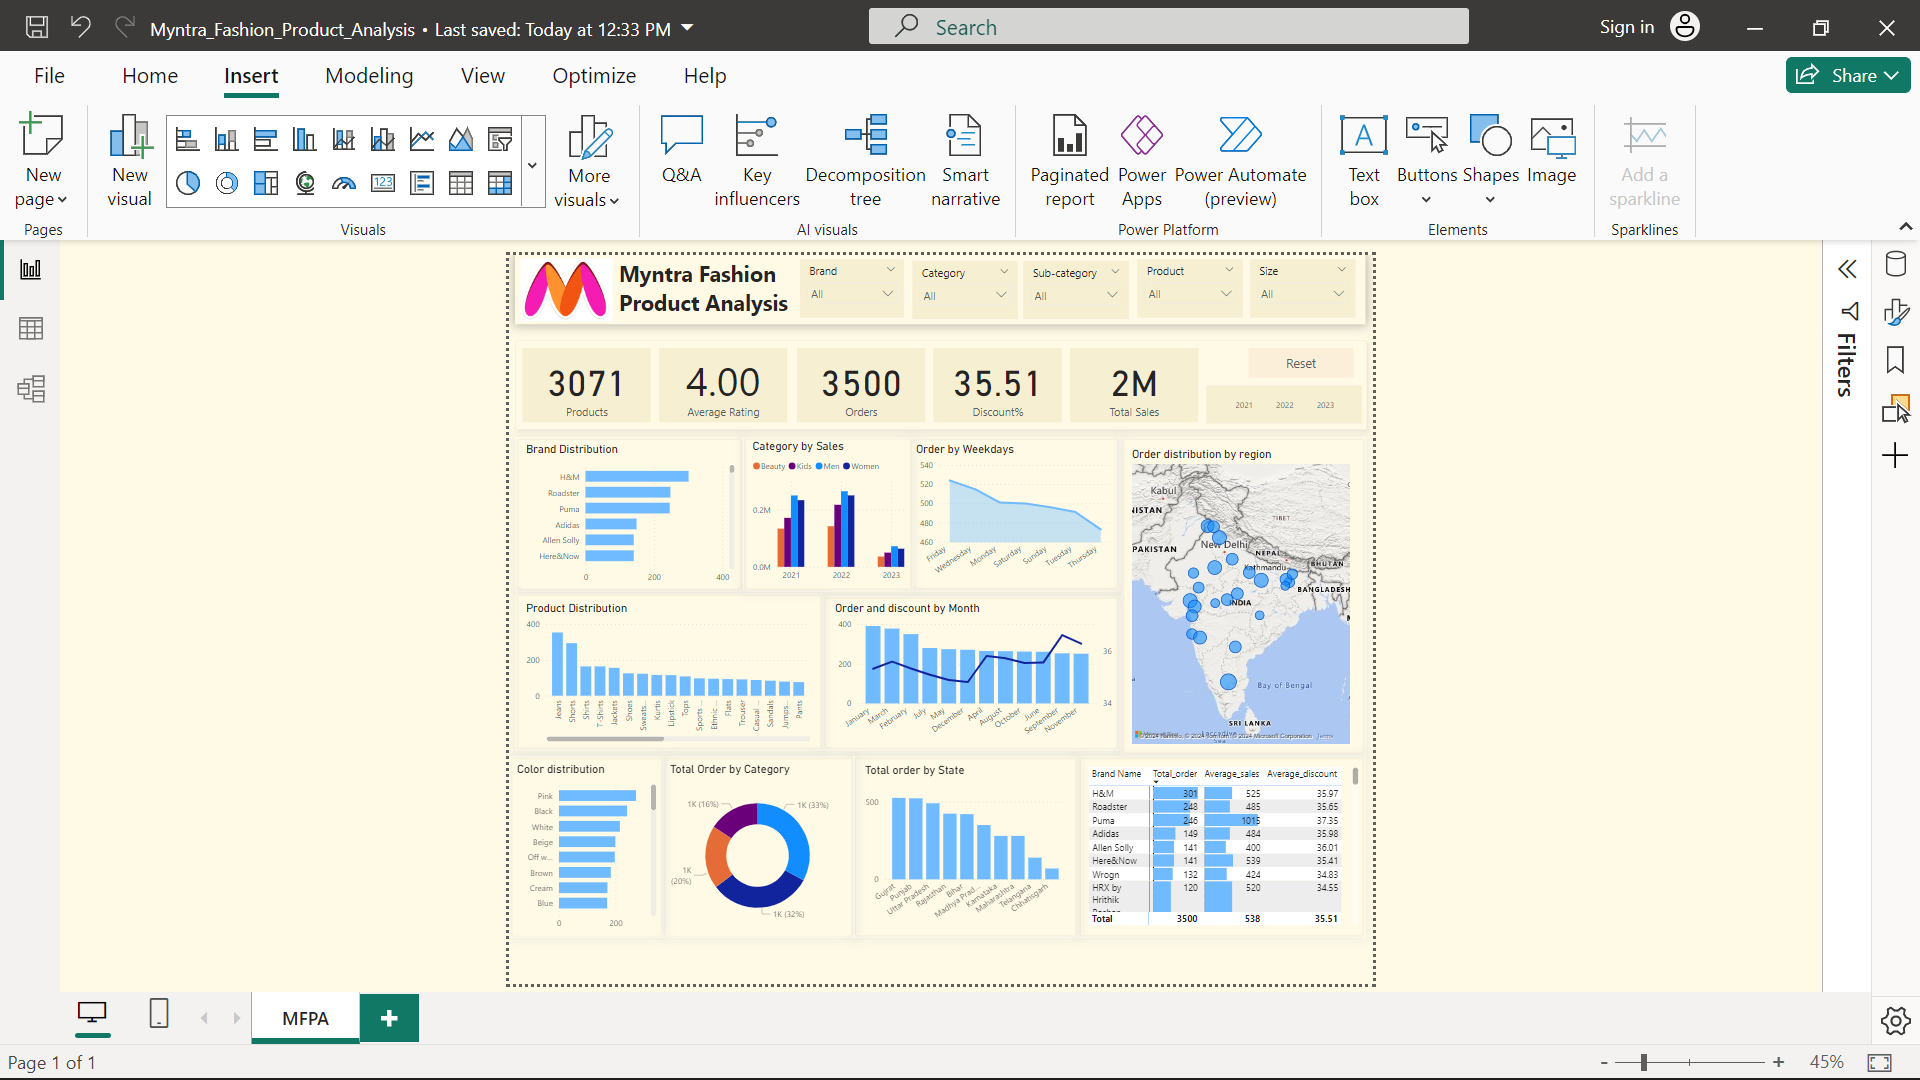 Myntra_Fashion_Product_Analysis • Last saved: Today at 12:33 PM
Search
Sign in
File Home Insert Modeling View Optimize Help
Share
New page
New visual
More visuals
Q&A
Key influencers
Decomposition tree
Smart narrative
Paginated report
Power Apps
Power Automate (preview)
Text box
Buttons
Shapes
Image
Add a sparkline
Pages
Visuals
AI visuals
Power Platform
Elements
Sparklines
Filters
Myntra Fashion
Product Analysis
Brand
All
Category
All
Sub-category
All
Product
All
Size
All
3071
Products
4.00
Average Rating
3500
Orders
35.51
Discount%
2M
Total Sales
Reset
2021 2022 2023
Brand Distribution
H&M
Roadster
Puma
Adidas
Allen Solly
Here&Now
0 200 400
Category by Sales
Beauty Kids Men Women
0.2M
0.0M
2021 2022 2023
Order by Weekdays
540
520
500
480
460
Friday Wednesday Monday Saturday Sunday Tuesday Thursday
Order distribution by region
Kabul
NISTAN
TIBET
PAKISTAN
New Delhi
NEPAL
Kathmandu
BHUTAN
BANGLADESH
INDIA
Bay of Bengal
SRI LANKA
Laccadive
Sea
Microsoft Corporation Terms
Product Distribution
400
200
0
Jeans Shorts Shirts T-Shirts Jackets Shoes Sweats... Kurtis Lipstick Tops Sports ... Ethnic ... Flats Trouser Casual ... Sandals Jumps... Pants
Order and discount by Month
400
200
0
36
34
January March February July May December April August October June September November
Color distribution
Pink
Black
White
Beige
Off w...
Brown
Cream
Blue
0 200
Total Order by Category
1K (16%)
1K (33%)
1K
(20%)
1K (32%)
Total order by State
500
0
Gujrat Punjab Uttar Pradesh Rajasthan Bihar Madhya Prad... Karnataka Maharashtra Telangana Chhatisgarh
Brand Name Total_order Average_sales Average_discount
H&M 301 525 35.97
Roadster 248 485 35.65
Puma 246 1015 37.35
Adidas 149 484 35.98
Allen Solly 141 400 36.01
Here&Now 141 539 35.41
Wrogn 132 424 34.83
HRX by 120 520 34.55
Hrithik
Total 3500 538 35.51
MFPA
Page 1 of 1
- + 45%